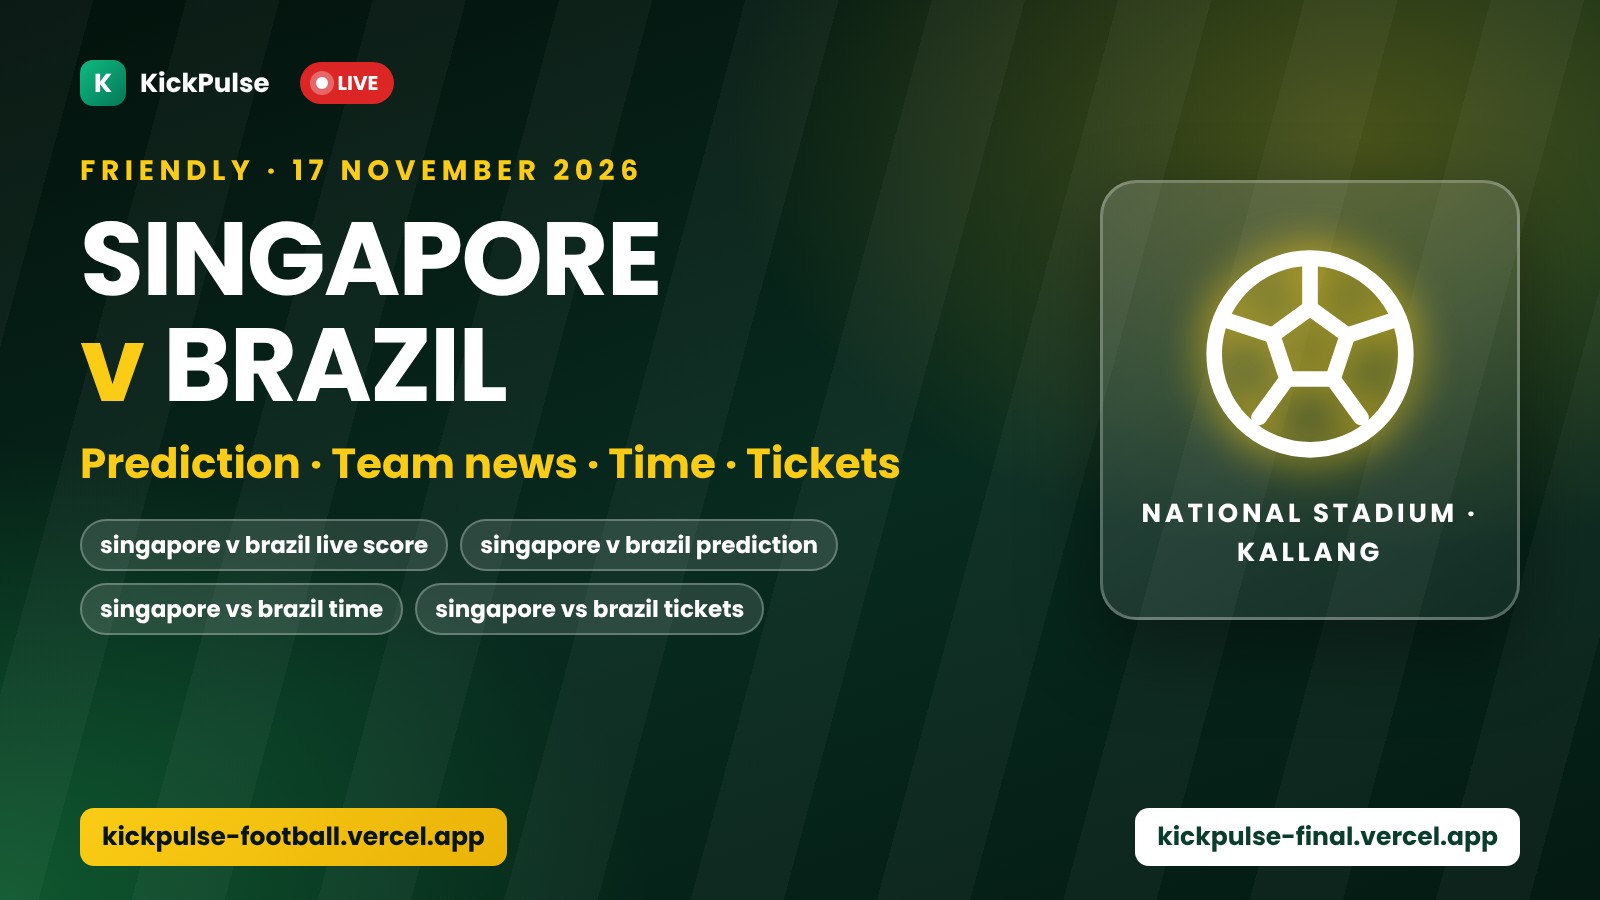 K KickPulse LIVE
FRIENDLY · 17 NOVEMBER 2026
SINGAPORE
v BRAZIL
Prediction · Team news · Time · Tickets
singapore v brazil live score
singapore v brazil prediction
singapore vs brazil time
singapore vs brazil tickets
NATIONAL STADIUM ·
KALLANG
kickpulse-football.vercel.app
kickpulse-final.vercel.app